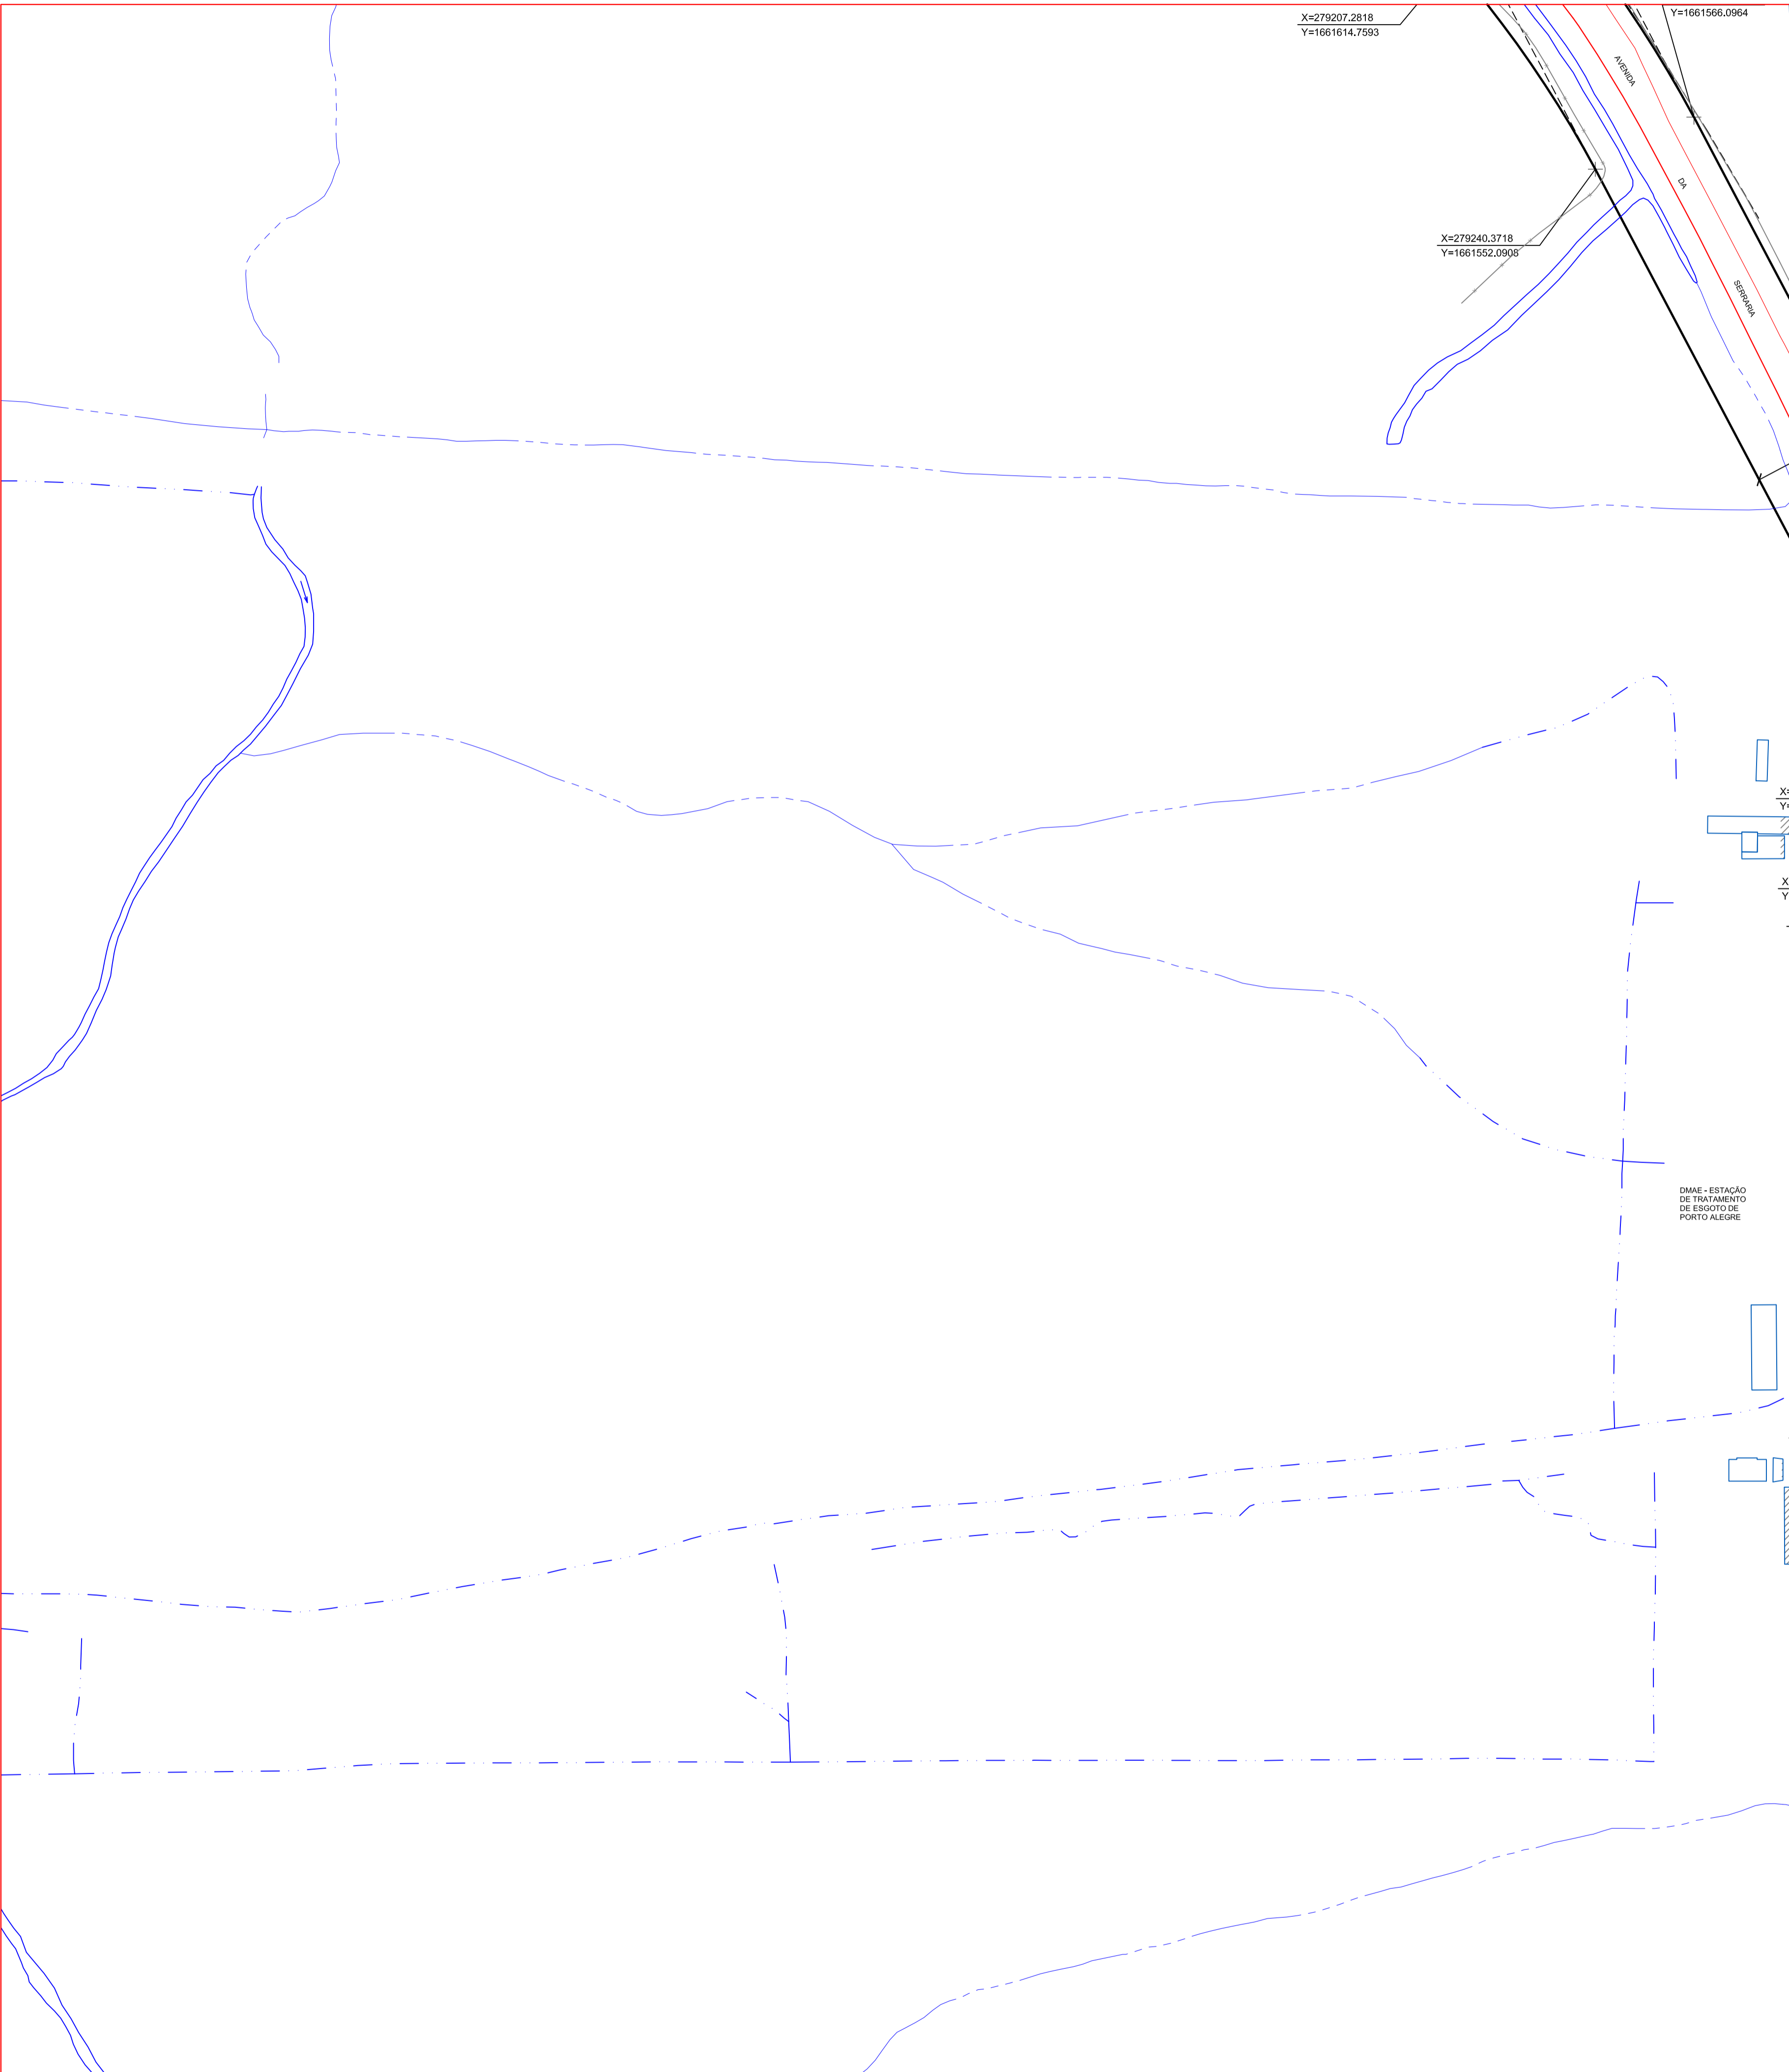 X=279207.2818
Y=1661614.7593
Y=1661566.0964
AVENIDA
DA
SERRARIA
X=279240.3718
Y=1661552.0908
X=
Y=
X
Y
DMAE - ESTAÇÃO
DE TRATAMENTO
DE ESGOTO DE
PORTO ALEGRE